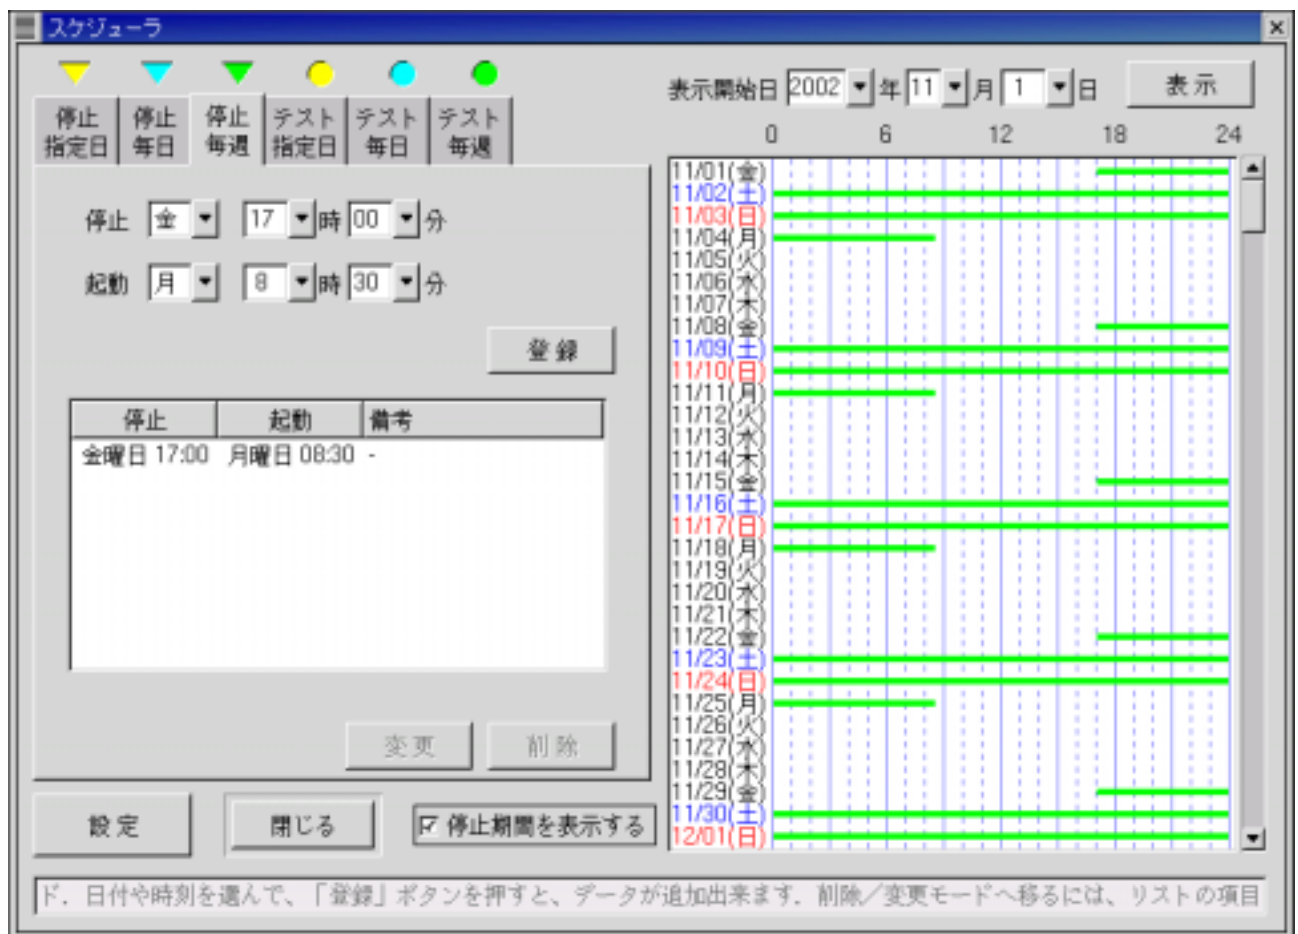 スケジューラ
停止指定日
停止毎日
停止毎週
テスト指定日
テスト毎日
テスト毎週
停止 金 17 時 00 分
起動 月 8 時 30 分
登録
停止 起動 備考
金曜日 17:00 月曜日 08:30 -
変更 削除
設定 閉じる 停止期間を表示する
表示開始日 2002 年 11 月 1 日 表示
0 6 12 18 24
11/01(金)
11/02(土)
11/03(日)
11/04(月)
11/05(火)
11/06(水)
11/07(木)
11/08(金)
11/09(土)
11/10(日)
11/11(月)
11/12(火)
11/13(水)
11/14(木)
11/15(金)
11/16(土)
11/17(日)
11/18(月)
11/19(火)
11/20(水)
11/21(木)
11/22(金)
11/23(土)
11/24(日)
11/25(月)
11/26(火)
11/27(水)
11/28(木)
11/29(金)
11/30(土)
12/01(日)
ド．日付や時刻を選んで、「登録」ボタンを押すと、データが追加出来ます．削除／変更モードへ移るには、リストの項目